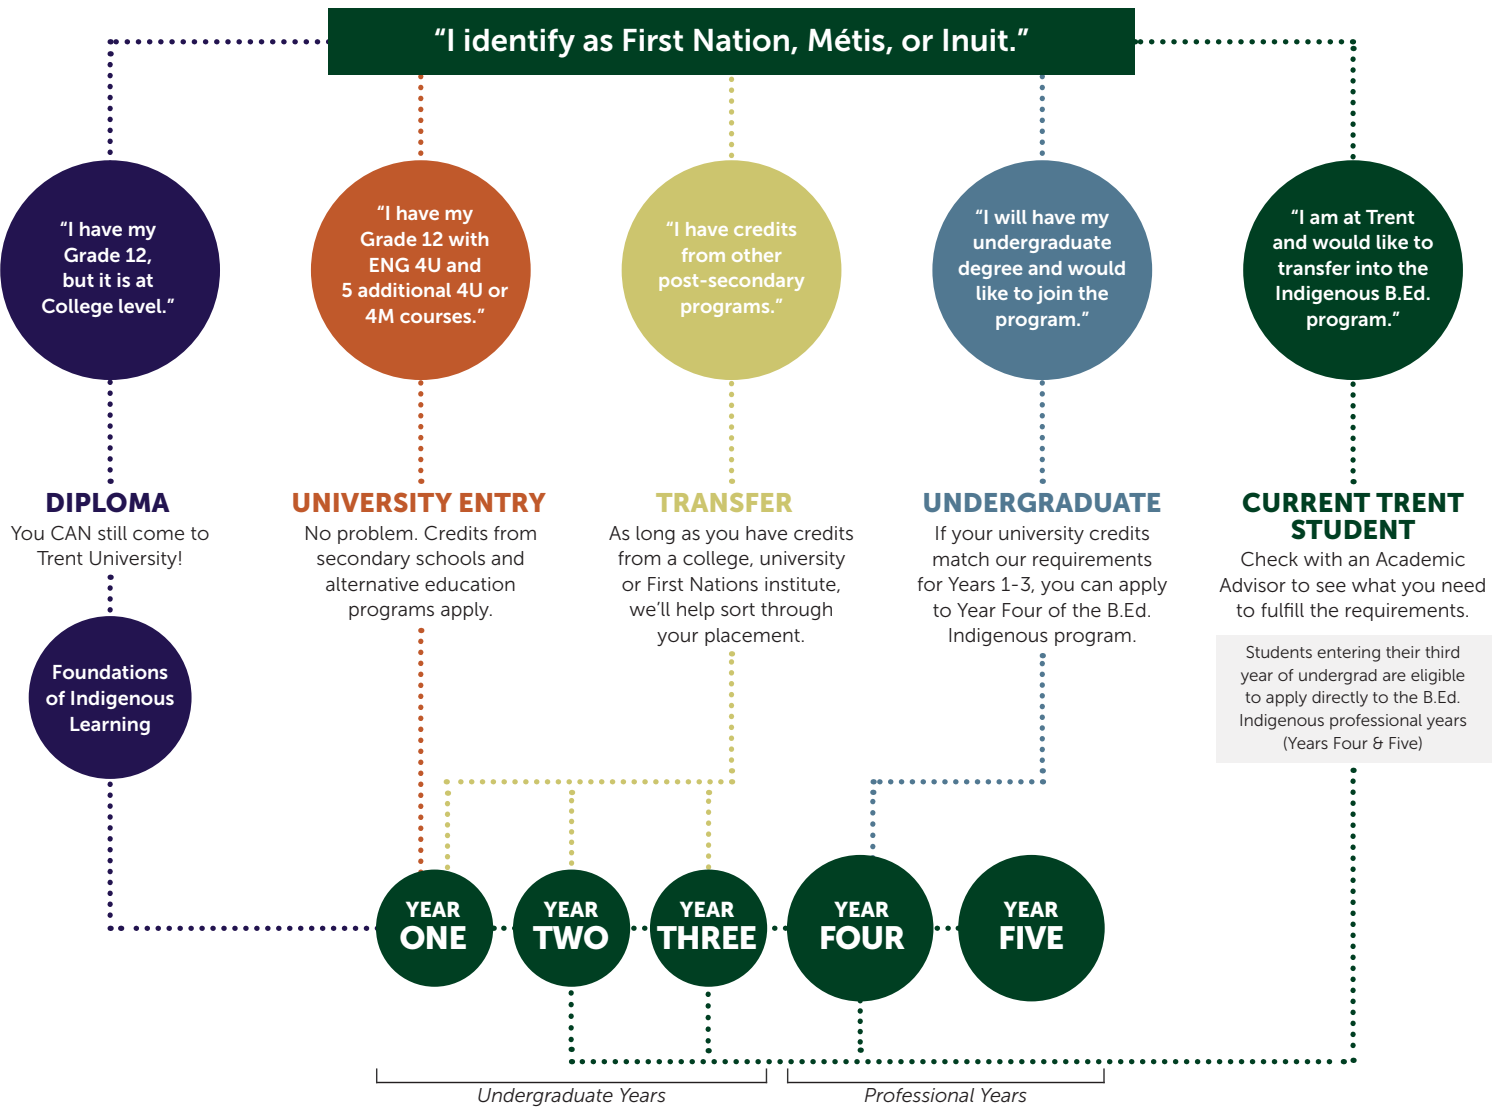 “I identify as First Nation, Métis, or Inuit.”
“I have my
Grade 12,
but it is at
College level.”
“I have my
Grade 12 with
ENG 4U and
5 additional 4U or
4M courses.”
“I have credits
from other
post-secondary
programs.”
“I will have my
undergraduate
degree and would
like to join the
program.”
“I am at Trent
and would like to
transfer into the
Indigenous B.Ed.
program.”
DIPLOMA
You CAN still come to
Trent University!
Foundations
of Indigenous
Learning
UNIVERSITY ENTRY
No problem. Credits from
secondary schools and
alternative education
programs apply.
TRANSFER
As long as you have credits
from a college, university
or First Nations institute,
we’ll help sort through
your placement.
UNDERGRADUATE
If your university credits
match our requirements
for Years 1-3, you can apply
to Year Four of the B.Ed.
Indigenous program.
CURRENT TRENT
STUDENT
Check with an Academic
Advisor to see what you need
to fulfill the requirements.
Students entering their third
year of undergrad are eligible
to apply directly to the B.Ed.
Indigenous professional years
(Years Four & Five)
YEAR
ONE
YEAR
TWO
YEAR
THREE
YEAR
FOUR
YEAR
FIVE
Undergraduate Years
Professional Years